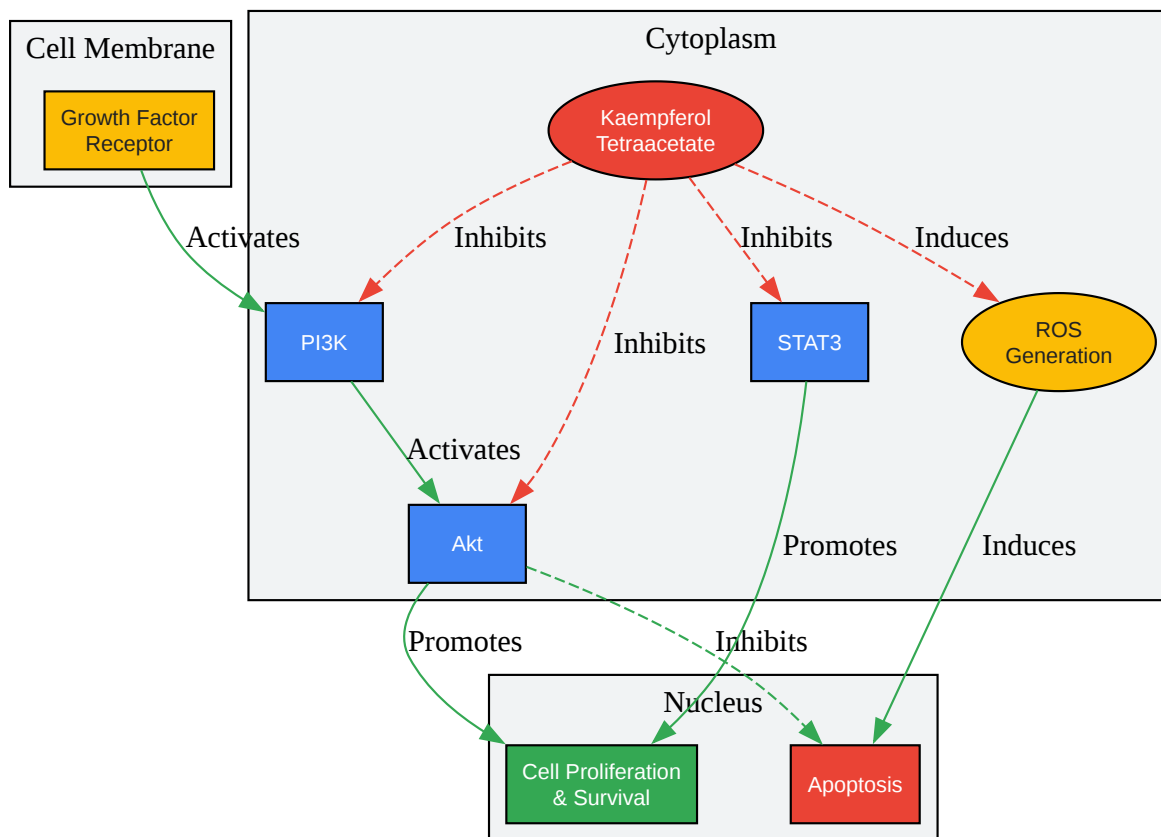 Cell Membrane
Cytoplasm
Growth Factor
Receptor
Kaempferol
Tetraacetate
Activates
Inhibits
Inhibits
Induces
PI3K
Inhibits
STAT3
ROS
Generation
Activates
Akt
Promotes
Induces
Promotes
Inhibits
Nucleus
Cell Proliferation
& Survival
Apoptosis